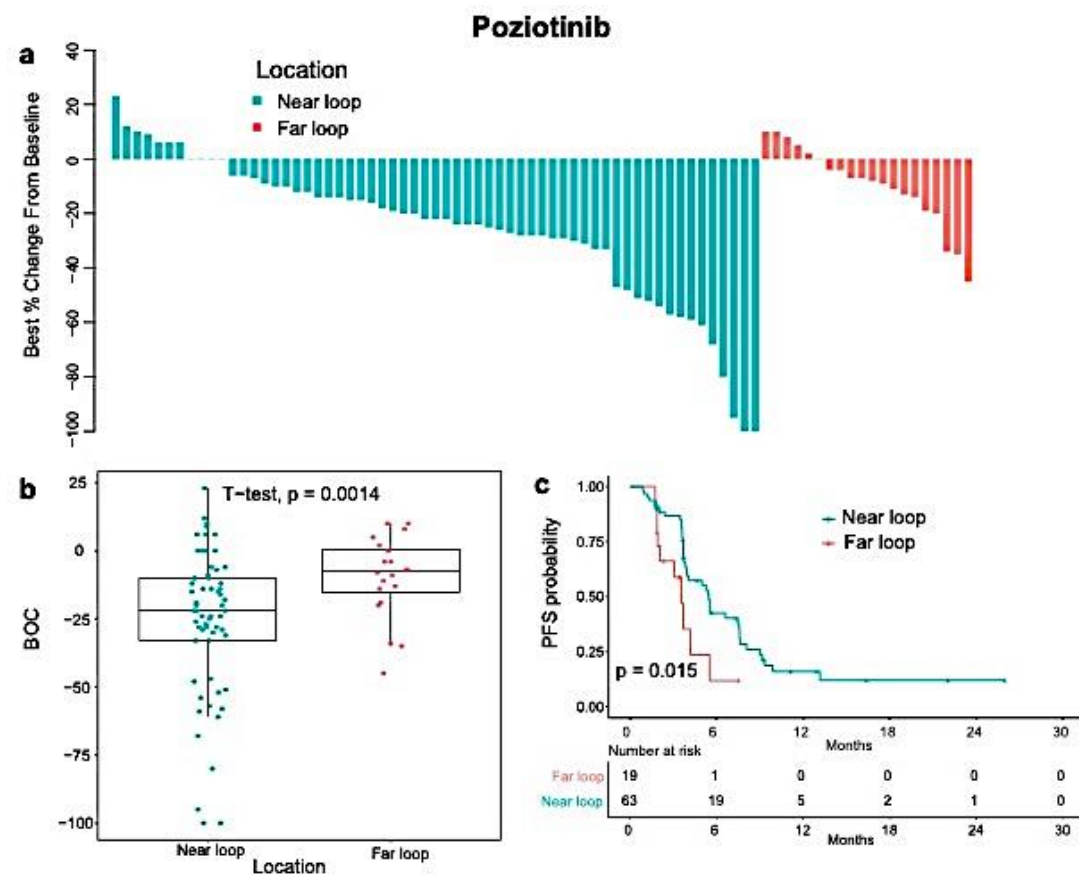 Poziotinib
a
Best % Change From Baseline
40
20
0
−20
−40
−60
−80
−100
Location
Near loop
Far loop
b
BOC
25
0
−25
−50
−75
−100
T−test, p = 0.0014
Near loop
Far loop
Location
c
PFS probability
1.00
0.75
0.50
0.25
0.00
Near loop
Far loop
p = 0.015
0 6 12 18 24 30
Months
Number at risk
Far loop 19 1 0 0 0 0
Near loop 63 19 5 2 1 0
0 6 12 18 24 30
Months